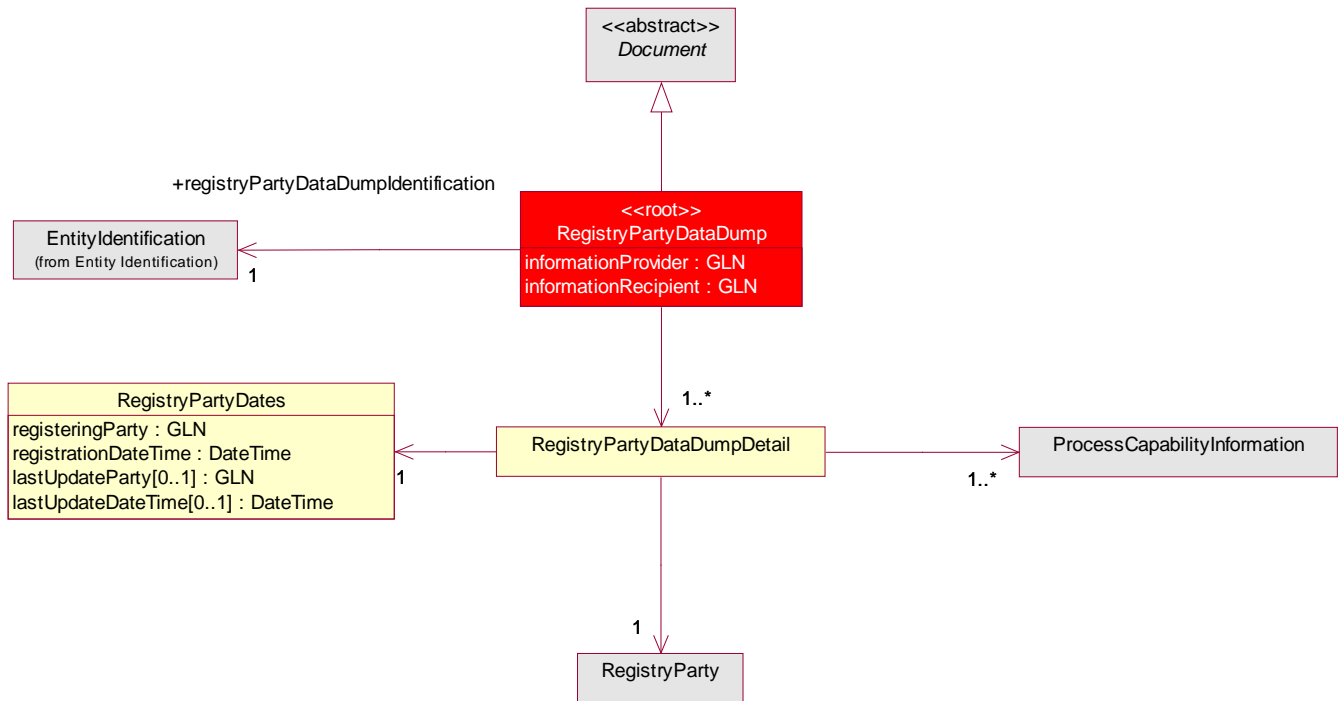 <<abstract>>
Document
+registryPartyDataDumpIdentification
<<root>>
RegistryPartyDataDump
informationProvider : GLN
informationRecipient : GLN
EntityIdentification
(from Entity Identification)
1
1..*
RegistryPartyDates
registeringParty : GLN
registrationDateTime : DateTime
lastUpdateParty[0..1] : GLN
lastUpdateDateTime[0..1] : DateTime
1
RegistryPartyDataDumpDetail
ProcessCapabilityInformation
1..*
1
RegistryParty